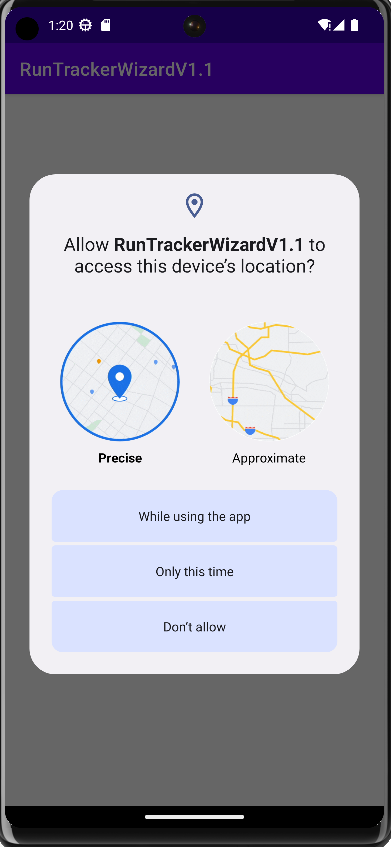 1:20
RunTrackerWizardV1.1
Allow RunTrackerWizardV1.1 to
access this device's location?
Precise
Approximate
While using the app
Only this time
Don't allow